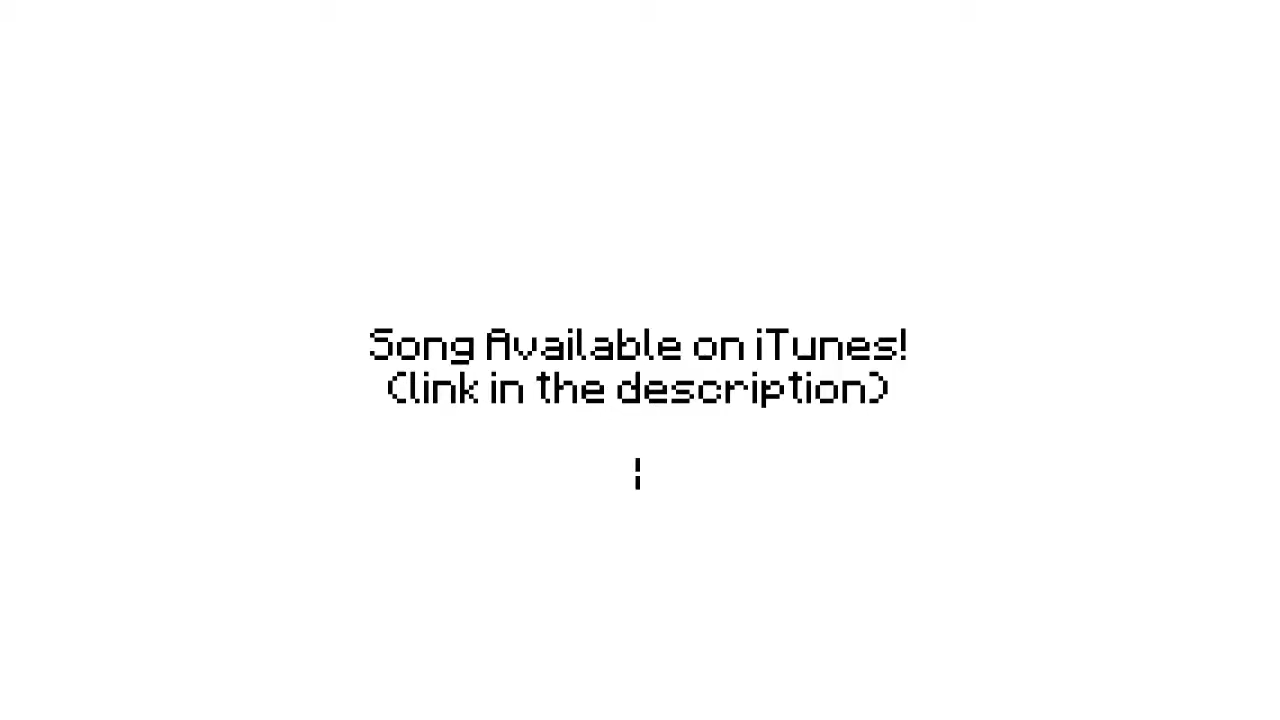 Song Available on iTunes!
(link in the description)
¦